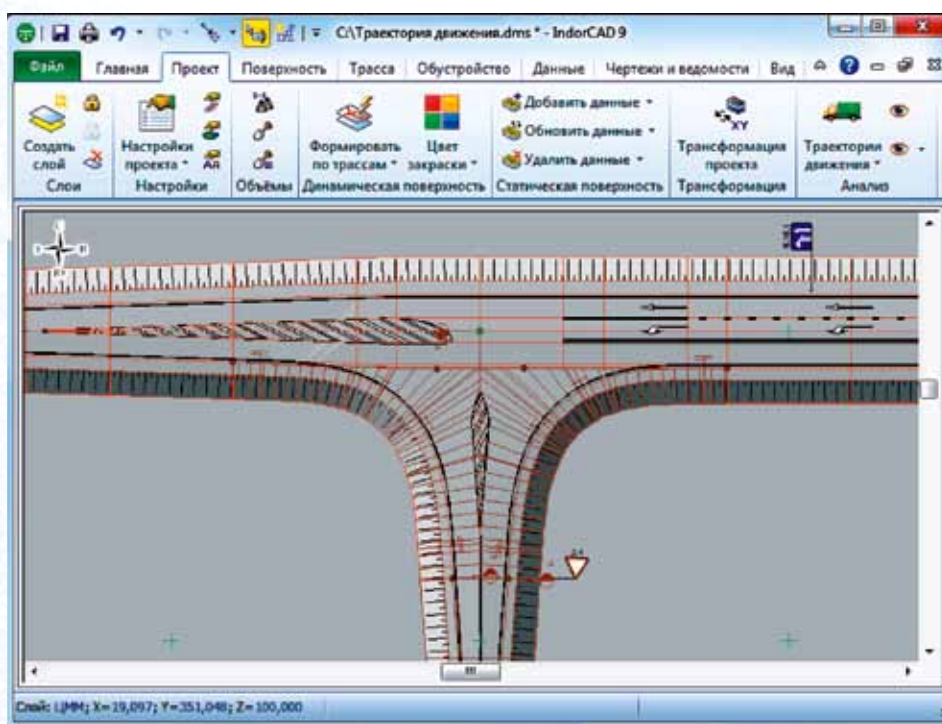 C:\Траектория движения.dms * - IndorCAD 9
Файл Главная Проект Поверхность Трасса Обустройство Данные Чертежи и ведомости Вид
Создать слой
Слои
Настройки проекта
Настройки
Объёмы
Формировать по трассам
Цвет закраски
Динамическая поверхность
Добавить данные
Обновить данные
Удалить данные
Статическая поверхность
XY
Трансформация проекта
Трансформация
Траектории движения
Анализ
Слой: ЦММ; X=19,097; Y=351,048; Z=100,000